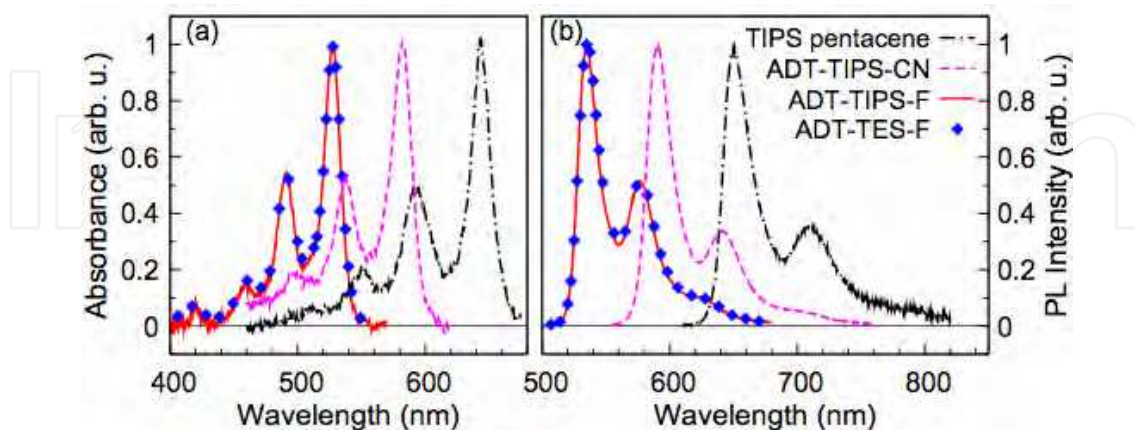 (a)
Absorbance (arb. u.)
1
0.8
0.6
0.4
0.2
0
400 500 600
Wavelength (nm)
(b)
TIPS pentacene
ADT-TIPS-CN
ADT-TIPS-F
ADT-TES-F
1
0.8
0.6
0.4
0.2
0
PL Intensity (arb. u.)
500 600 700 800
Wavelength (nm)